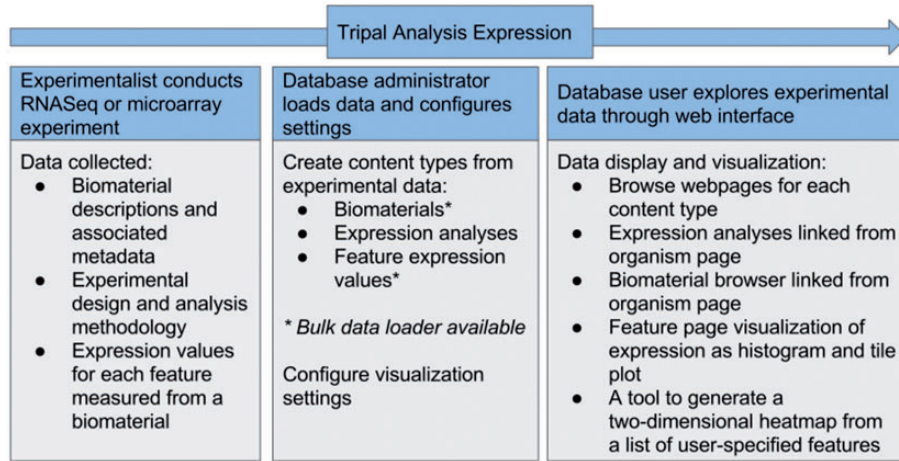 Tripal Analysis Expression
Experimentalist conducts
RNASeq or microarray
experiment
Data collected:
● Biomaterial
descriptions and
associated
metadata
● Experimental
design and analysis
methodology
● Expression values
for each feature
measured from a
biomaterial
Database administrator
loads data and configures
settings
Create content types from
experimental data:
● Biomaterials*
● Expression analyses
● Feature expression
values*
* Bulk data loader available
Configure visualization
settings
Database user explores experimental
data through web interface
Data display and visualization:
● Browse webpages for each
content type
● Expression analyses linked from
organism page
● Biomaterial browser linked from
organism page
● Feature page visualization of
expression as histogram and tile
plot
● A tool to generate a
two-dimensional heatmap from
a list of user-specified features